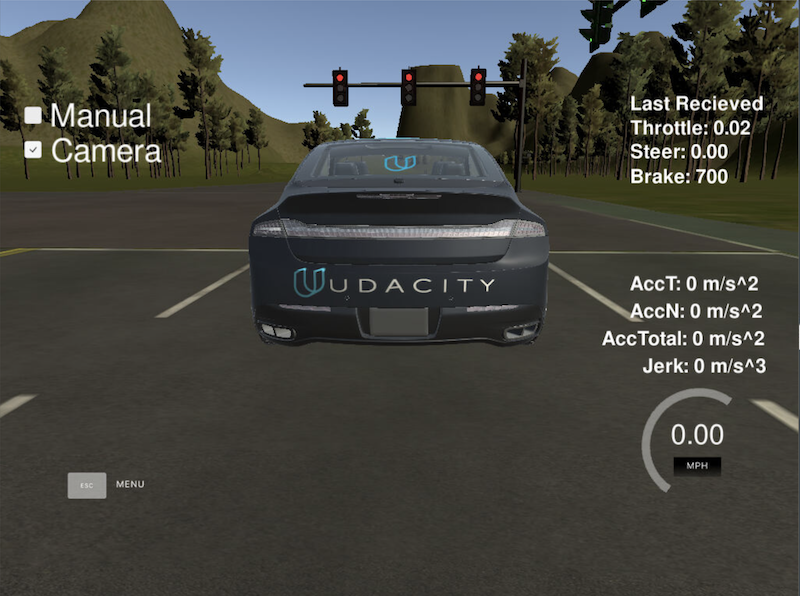 Manual
Camera
Last Recieved
Throttle: 0.02
Steer: 0.00
Brake: 700
UDACITY
AccT: 0 m/s^2
AccN: 0 m/s^2
AccTotal: 0 m/s^2
Jerk: 0 m/s^3
0.00
MPH
ESC
MENU